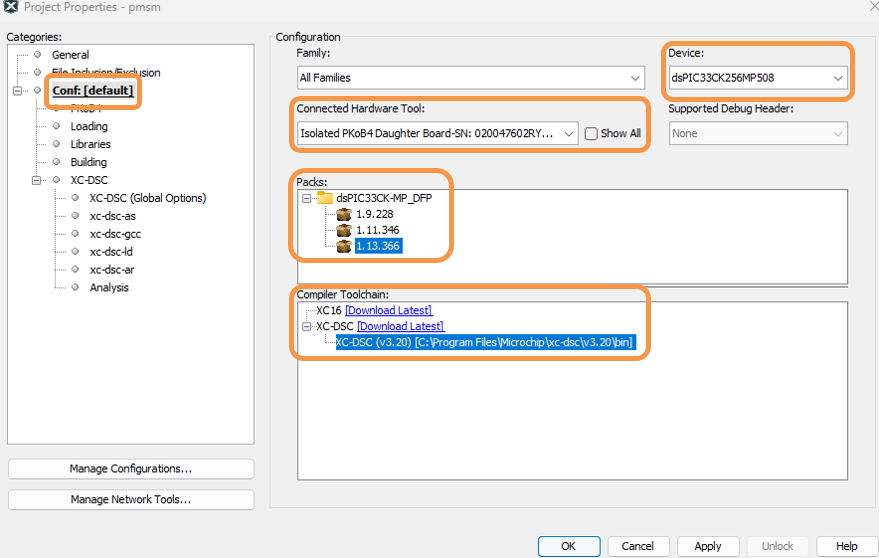 Project Properties - pmsm
Categories:
General
File Inclusion/Exclusion
Conf: [default]
PKoB4
Loading
Libraries
Building
XC-DSC
XC-DSC (Global Options)
xc-dsc-as
xc-dsc-gcc
xc-dsc-ld
xc-dsc-ar
Analysis
Manage Configurations...
Manage Network Tools...
Configuration
Family:
All Families
Device:
dsPIC33CK256MP508
Connected Hardware Tool:
Isolated PKoB4 Daughter Board-SN: 020047602RY...
Show All
Supported Debug Header:
None
Packs:
dsPIC33CK-MP_DFP
1.9.228
1.11.346
1.13.366
Compiler Toolchain:
XC16 [Download Latest]
XC-DSC [Download Latest]
XC-DSC (v3.20) [C:\Program Files\Microchip\xc-dsc\v3.20\bin]
OK
Cancel
Apply
Unlock
Help